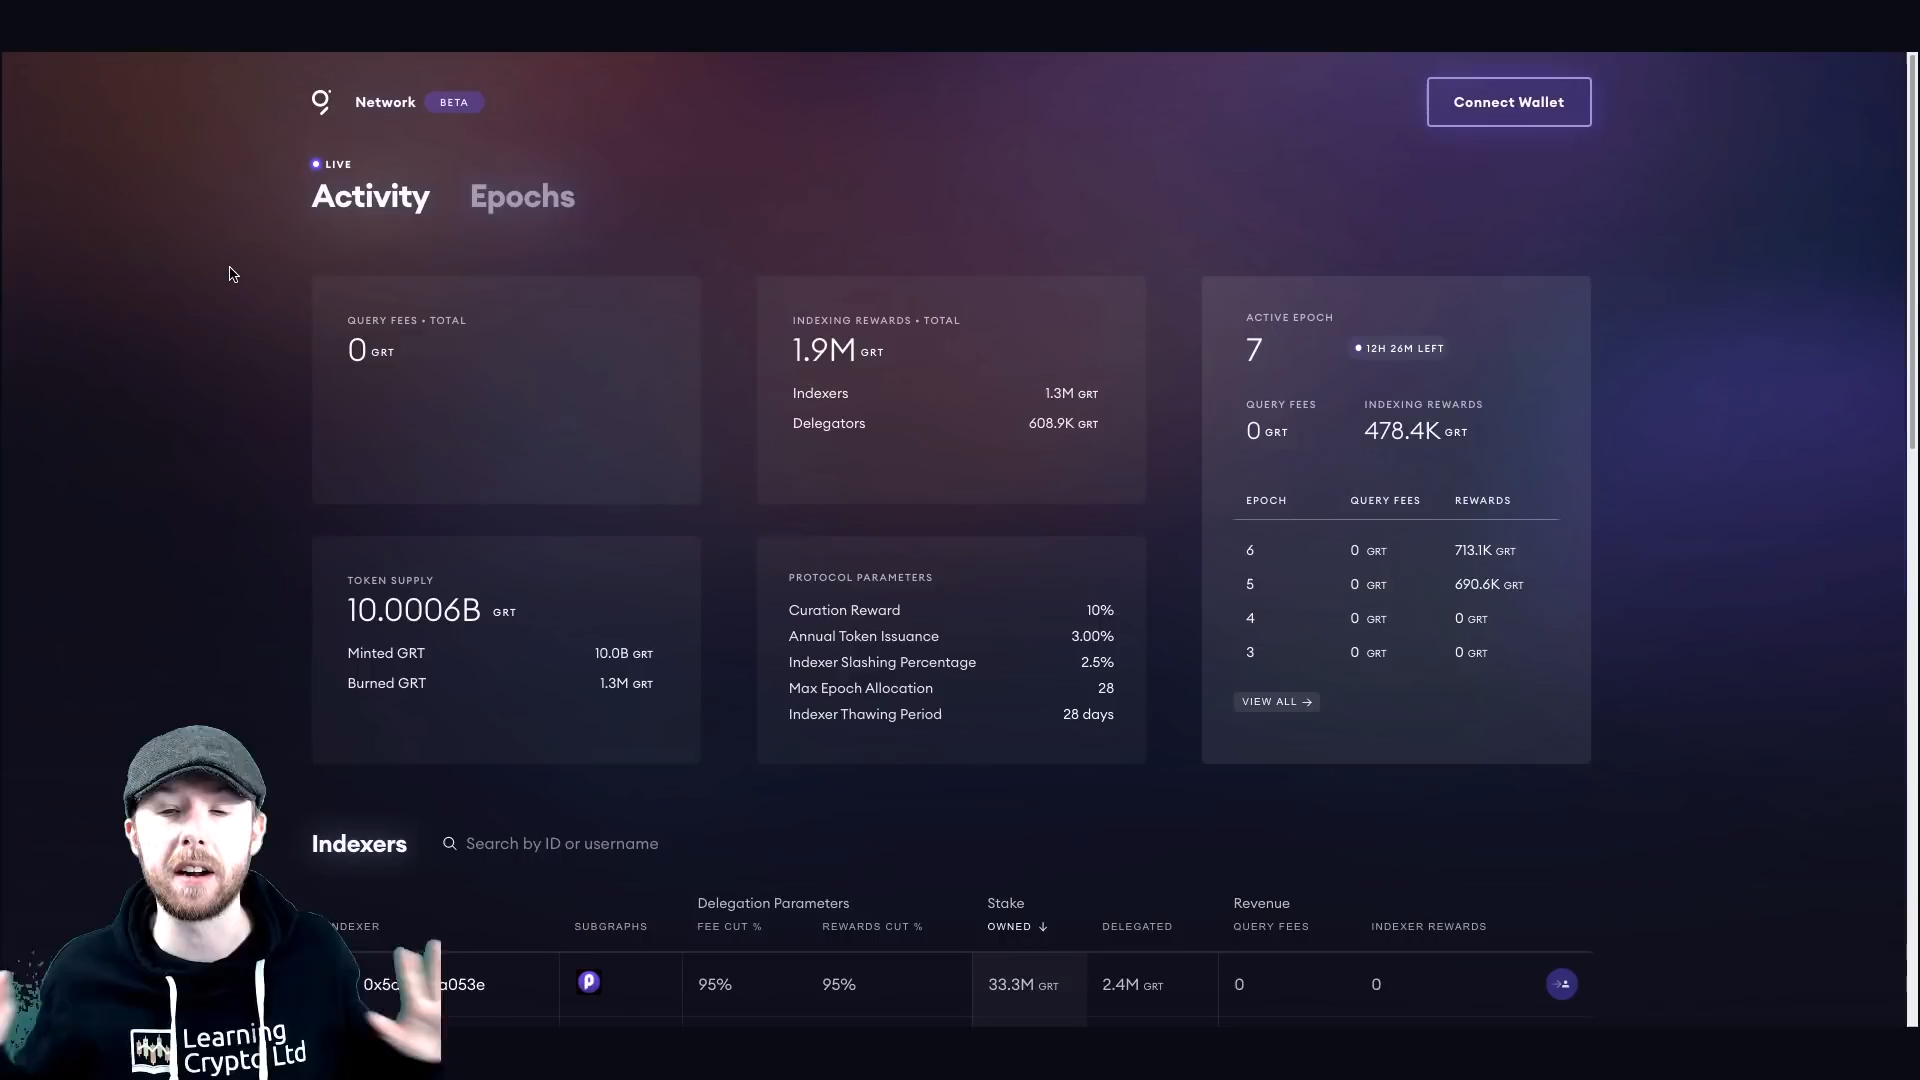 Network BETA
Connect Wallet
LIVE
Activity Epochs
QUERY FEES • TOTAL
0 GRT
INDEXING REWARDS • TOTAL
1.9M GRT
Indexers 1.3M GRT
Delegators 608.9K GRT
ACTIVE EPOCH
7 12H 26M LEFT
QUERY FEES INDEXING REWARDS
0 GRT 478.4K GRT
EPOCH QUERY FEES REWARDS
6 0 GRT 713.1K GRT
5 0 GRT 690.6K GRT
4 0 GRT 0 GRT
3 0 GRT 0 GRT
VIEW ALL →
TOKEN SUPPLY
10.0006B GRT
Minted GRT 10.0B GRT
Burned GRT 1.3M GRT
PROTOCOL PARAMETERS
Curation Reward 10%
Annual Token Issuance 3.00%
Indexer Slashing Percentage 2.5%
Max Epoch Allocation 28
Indexer Thawing Period 28 days
Indexers Search by ID or username
Delegation Parameters Stake Revenue
NDEXER SUBGRAPHS FEE CUT % REWARDS CUT % OWNED ↓ DELEGATED QUERY FEES INDEXER REWARDS
0x5c a053e 95% 95% 33.3M GRT 2.4M GRT 0 0
Learning
Crypto Ltd